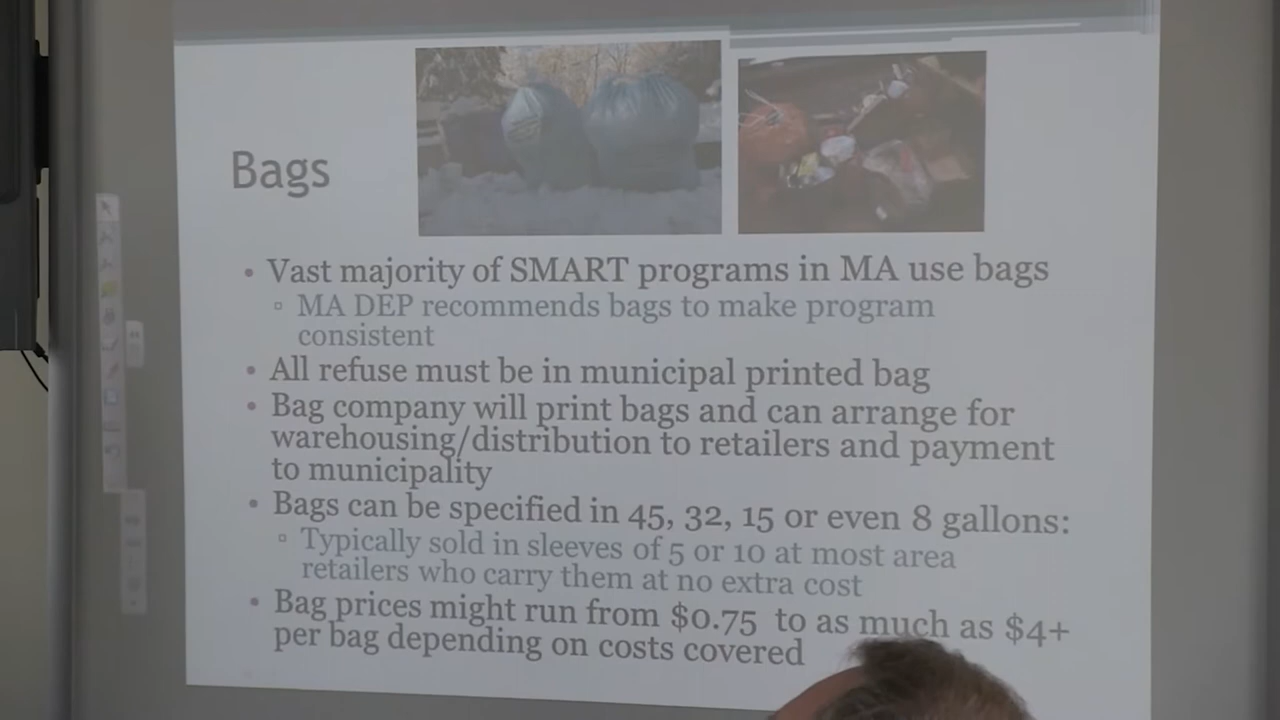 Bags
• Vast majority of SMART programs in MA use bags
▫ MA DEP recommends bags to make program
consistent
• All refuse must be in municipal printed bag
• Bag company will print bags and can arrange for
warehousing/distribution to retailers and payment
to municipality
• Bags can be specified in 45, 32, 15 or even 8 gallons:
▫ Typically sold in sleeves of 5 or 10 at most area
retailers who carry them at no extra cost
• Bag prices might run from $0.75 to as much as $4+
per bag depending on costs covered